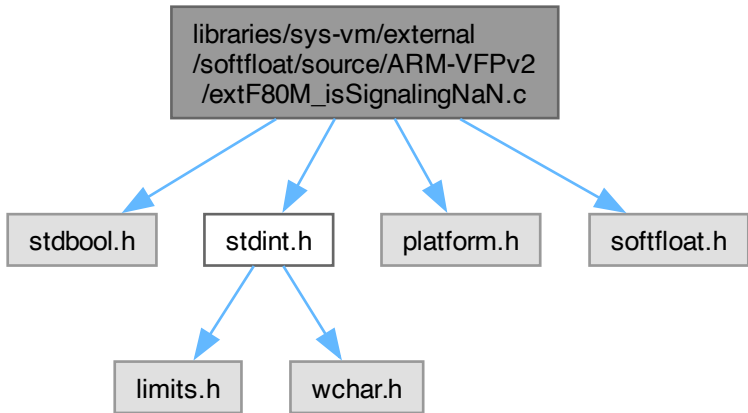 libraries/sys-vm/external
/softfloat/source/ARM-VFPv2
/extF80M_isSignalingNaN.c
stdbool.h
stdint.h
platform.h
softfloat.h
limits.h
wchar.h